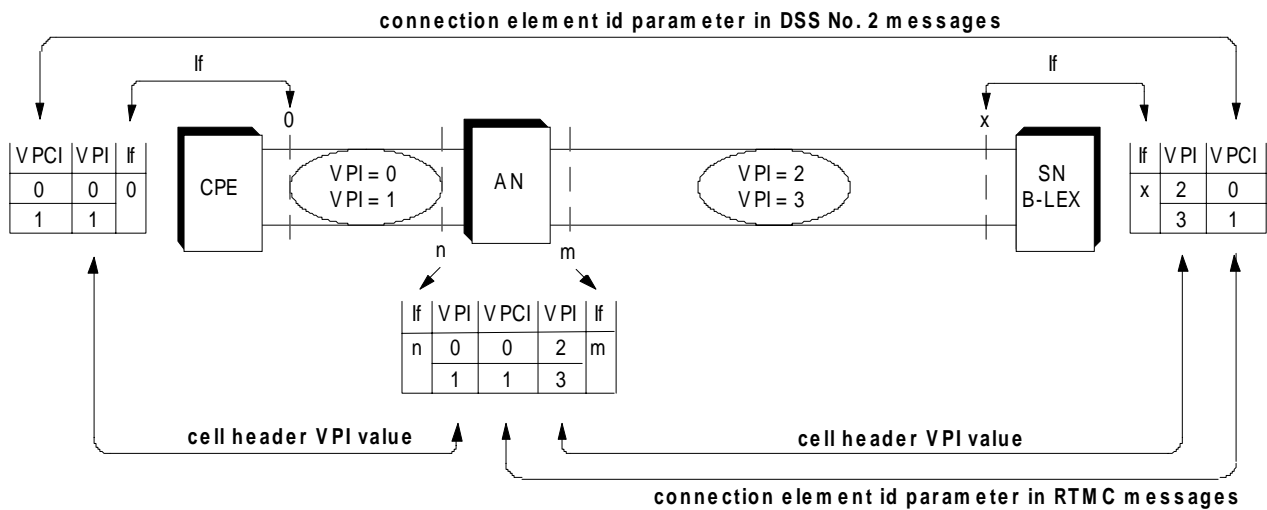 connection element id parameter in DSS No. 2 messages
If
If
0
x
VPCI VPI If
0 0 0
1 1
CPE
VPI = 0
VPI = 1
AN
VPI = 2
VPI = 3
SN
B-LEX
If VPI VPCI
x 2 0
3 1
n
m
If VPI VPCI VPI If
n 0 0 2 m
1 1 3
cell header VPI value
cell header VPI value
connection element id parameter in RTMC messages